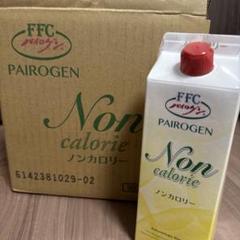 FFC
パイロゲン
PAIROGEN
Non
calorie
ノンカロリー
5142381029-02
FFC
パイロゲン
PAIROGEN
Non
calorie
ノンカロリー